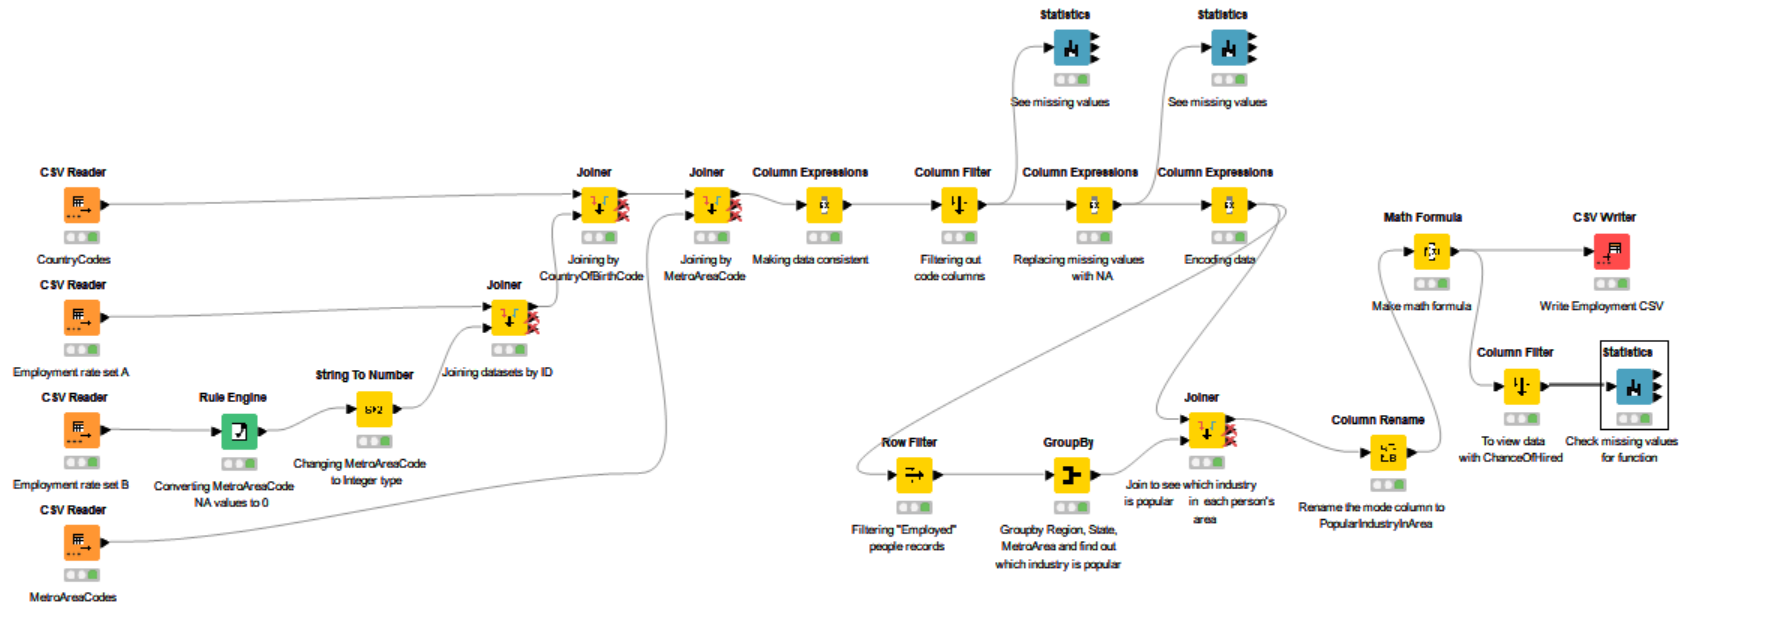 Statistics
See missing values
Statistics
See missing values
CSV Reader
CountryCodes
Joiner
Joining by
CountryOfBirthCode
Joiner
Joining by
MetroAreaCode
Column Expressions
Making data consistent
Column Filter
Filtering out
code columns
Column Expressions
Replacing missing values
with NA
Column Expressions
Encoding data
Math Formula
Make math formula
CSV Writer
Write Employment CSV
CSV Reader
Employment rate set A
Joiner
Joining datasets by ID
Column Filter
To view data
with ChanceOfHired
Statistics
Check missing values
for function
CSV Reader
Employment rate set B
Rule Engine
Converting MetroAreaCode
NA values to 0
String To Number
Changing MetroAreaCode
to Integer type
Row Filter
Filtering "Employed"
people records
GroupBy
Groupby Region, State,
MetroArea and find out
which industry is popular
Joiner
Join to see which industry
is popular in each person's
area
Column Rename
Rename the mode column to
PopularIndustryInArea
CSV Reader
MetroAreaCodes